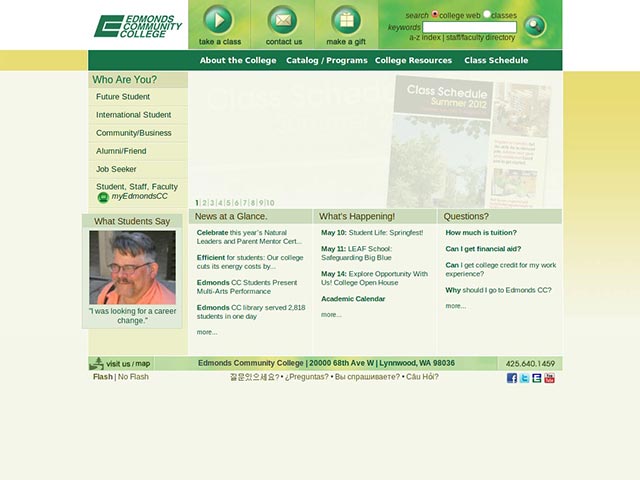 EDMONDS
COMMUNITY
COLLEGE
take a class
contact us
make a gift
search college web classes
keywords
a-z index | staff/faculty directory
About the College
Catalog / Programs
College Resources
Class Schedule
Who Are You?
Future Student
International Student
Community/Business
Alumni/Friend
Job Seeker
Student, Staff, Faculty
myEdmondsCC
Class Schedule
Summer 2012
1 2 3 4 5 6 7 8 9 10
What Students Say
"I was looking for a career
change."
News at a Glance.
Celebrate this year's Natural
Leaders and Parent Mentor Cert...
Efficient for students: Our college
cuts its energy costs by...
Edmonds CC Students Present
Multi-Arts Performance
Edmonds CC library served 2,818
students in one day
more...
What's Happening!
May 10: Student Life: Springfest!
May 11: LEAF School:
Safeguarding Big Blue
May 14: Explore Opportunity With
Us! College Open House
Academic Calendar
more...
Questions?
How much is tuition?
Can I get financial aid?
Can I get college credit for my work
experience?
Why should I go to Edmonds CC?
more...
visit us / map
Edmonds Community College | 20000 68th Ave W | Lynnwood, WA 98036
425.640.1459
Flash | No Flash
질문있으세요? • ¿Preguntas? • Вы спрашиваете? • Câu Hỏi?